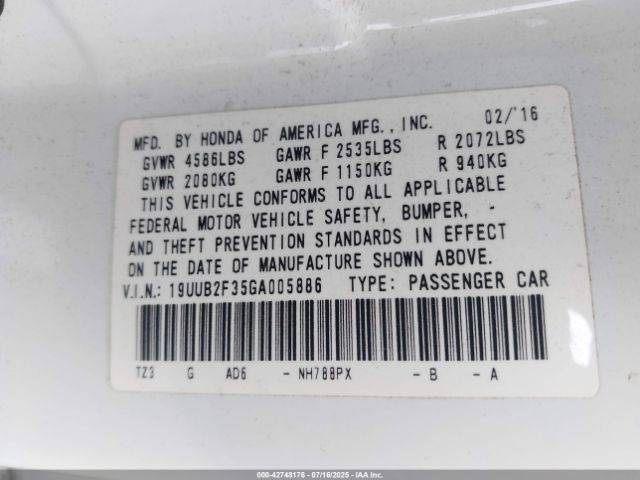 MFD. BY HONDA OF AMERICA MFG., INC. 02/'16
GVWR 4586LBS GAWR F 2535LBS R 2072LBS
GVWR 2080KG GAWR F 1150KG R 940KG
THIS VEHICLE CONFORMS TO ALL APPLICABLE
FEDERAL MOTOR VEHICLE SAFETY, BUMPER, -
AND THEFT PREVENTION STANDARDS IN EFFECT
ON THE DATE OF MANUFACTURE SHOWN ABOVE.
V.I.N.: 19UUB2F35GA005886 TYPE: PASSENGER CAR
TZ3 G AD6 - NH788PX - B - A
000-42748176 - 07/16/2025 - IAA Inc.